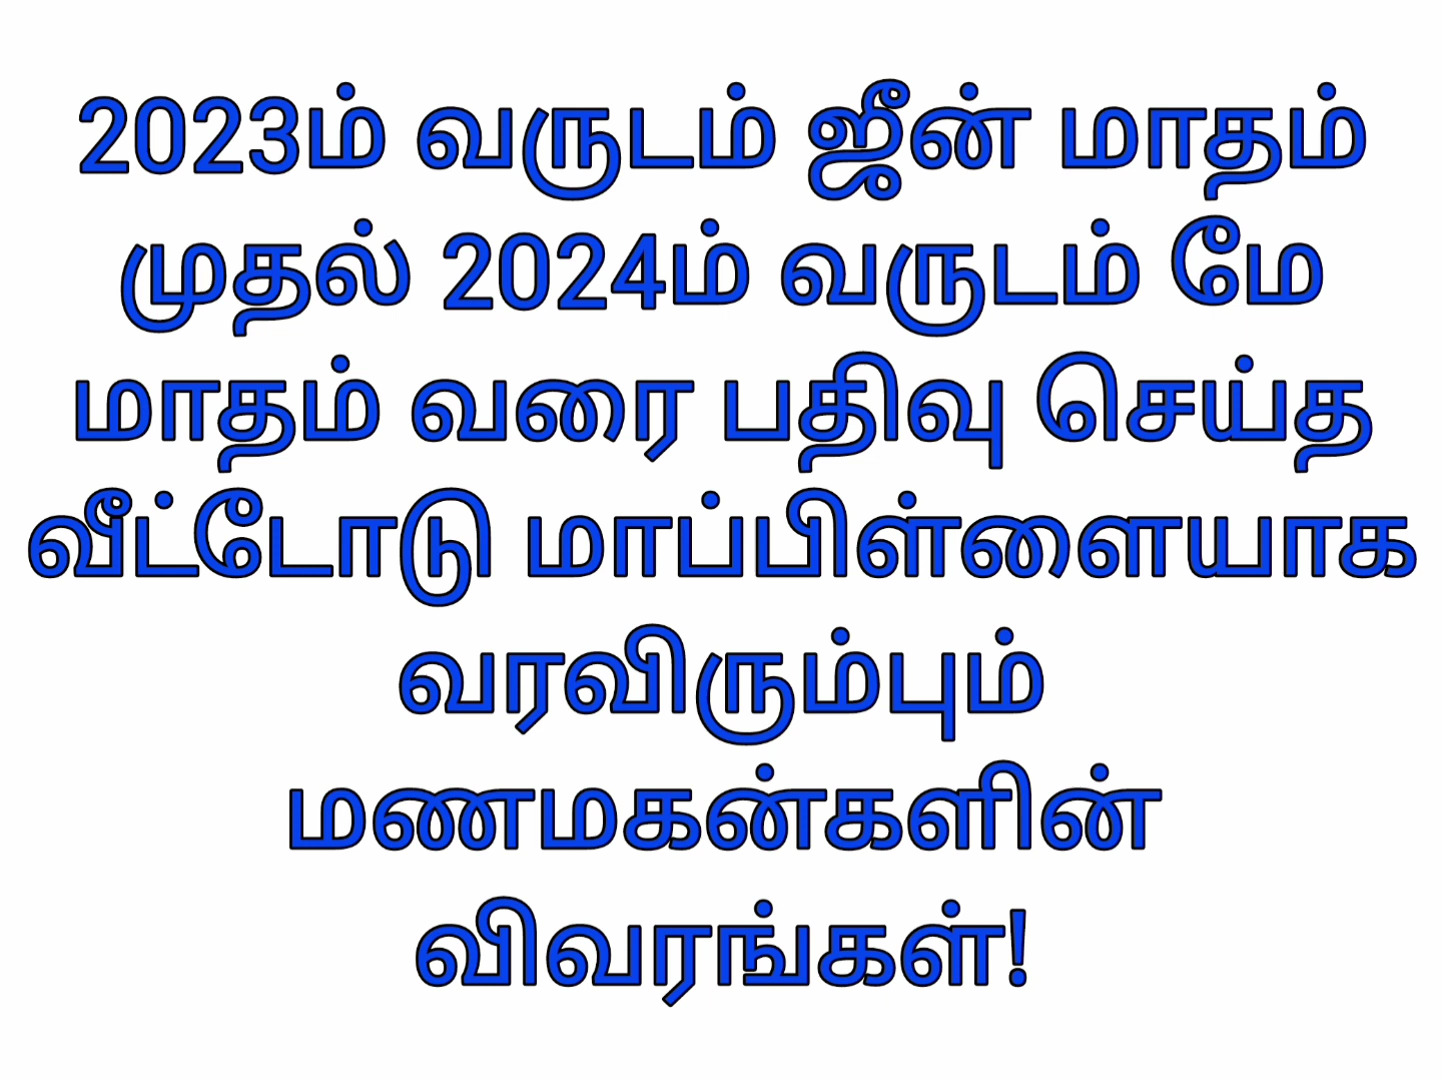 2023ம் வருடம் ஜீன் மாதம்
முதல் 2024ம் வருடம் மே
மாதம் வரை பதிவு செய்த
வீட்டோடு மாப்பிள்ளையாக
வரவிரும்பும்
மணமகன்களின்
விவரங்கள்!